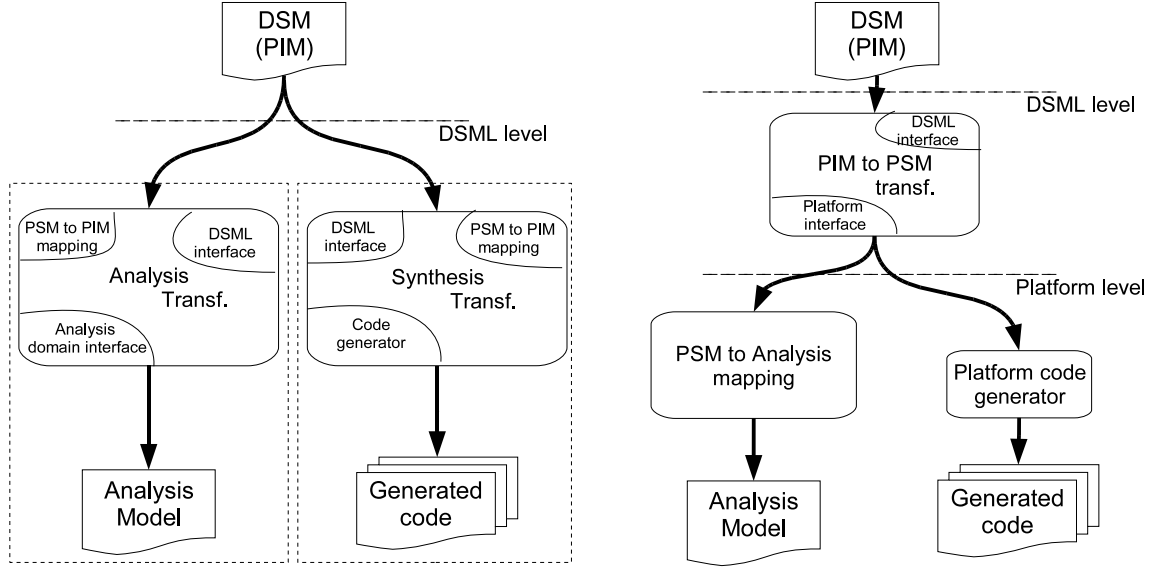 DSM
(PIM)
DSML level
PSM to PIM
mapping
DSML
interface
Analysis
Transf.
Analysis
domain interface
Analysis
Model
DSML
interface
PSM to PIM
mapping
Synthesis
Transf.
Code
generator
Generated
code
DSM
(PIM)
DSML level
DSML
interface
PIM to PSM
transf.
Platform
interface
Platform level
PSM to Analysis
mapping
Platform code
generator
Analysis
Model
Generated
code